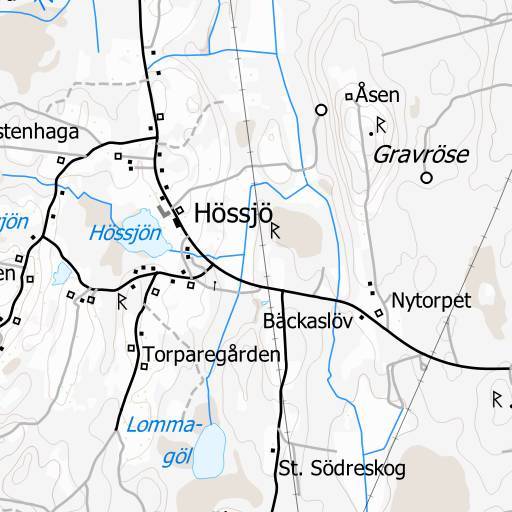 Åsen
stenhaga
Gravröse
Hössjö
jön
Hössjön
en
Nytorpet
Bäckaslöv
Torparegården
Lomma-
göl
St. Södreskog